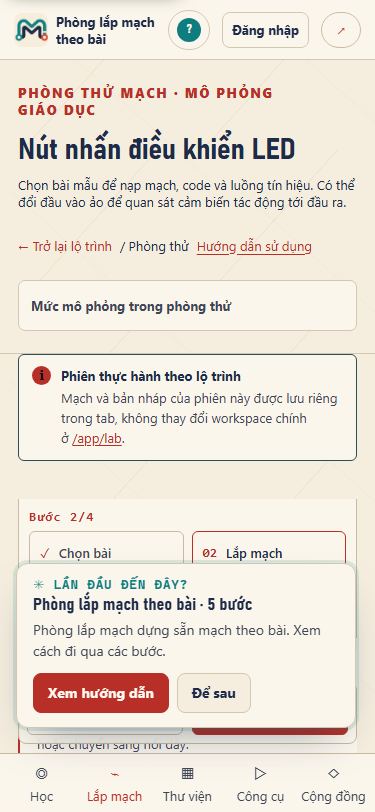 Phòng lắp mạch
theo bài
?
Đăng nhập
↗
PHÒNG THỬ MẠCH · MÔ PHỎNG
GIÁO DỤC
Nút nhấn điều khiển LED
Chọn bài mẫu để nạp mạch, code và luồng tín hiệu. Có thể
đổi đầu vào ảo để quan sát cảm biến tác động tới đầu ra.
← Trở lại lộ trình / Phòng thử Hướng dẫn sử dụng
Mức mô phỏng trong phòng thử
i Phiên thực hành theo lộ trình
Mạch và bản nháp của phiên này được lưu riêng
trong tab, không thay đổi workspace chính
ở /app/lab.
Bước 2/4
✓ Chọn bài
02 Lắp mạch
✳ LẦN ĐẦU ĐẾN ĐÂY?
Phòng lắp mạch theo bài · 5 bước
Phòng lắp mạch dựng sẵn mạch theo bài. Xem
cách đi qua các bước.
Xem hướng dẫn
Để sau
hoặc chuyển sang nối dây.
Học
Lắp mạch
Thư viện
Công cụ
Cộng đồng